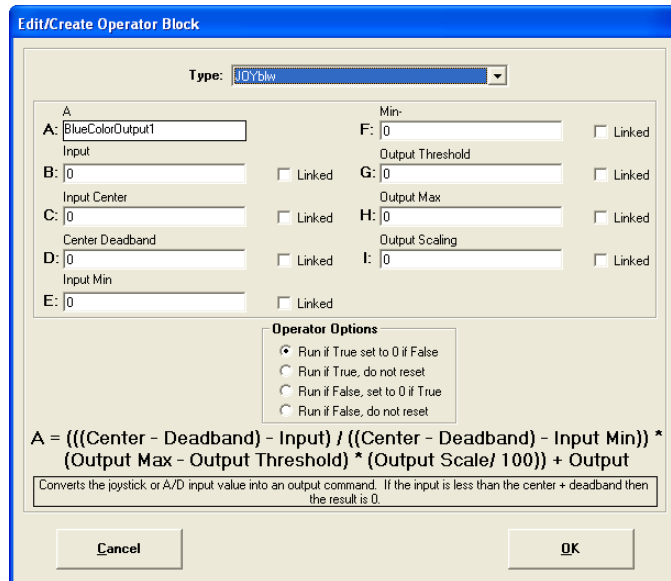 Edit/Create Operator Block
Type: JOYblw
A
A: BlueColorOutput1
Input
B: 0 Linked
Input Center
C: 0 Linked
Center Deadband
D: 0 Linked
Input Min
E: 0 Linked
Min-
F: 0 Linked
Output Threshold
G: 0 Linked
Output Max
H: 0 Linked
Output Scaling
I: 0 Linked
Operator Options
Run if True set to 0 if False
Run if True, do not reset
Run if False, set to 0 if True
Run if False, do not reset
A = (((Center - Deadband) - Input) / ((Center - Deadband) - Input Min)) *
(Output Max - Output Threshold) * (Output Scale/ 100)) + Output
Converts the joystick or A/D input value into an output command. If the input is less than the center + deadband then
the result is 0.
Cancel
OK